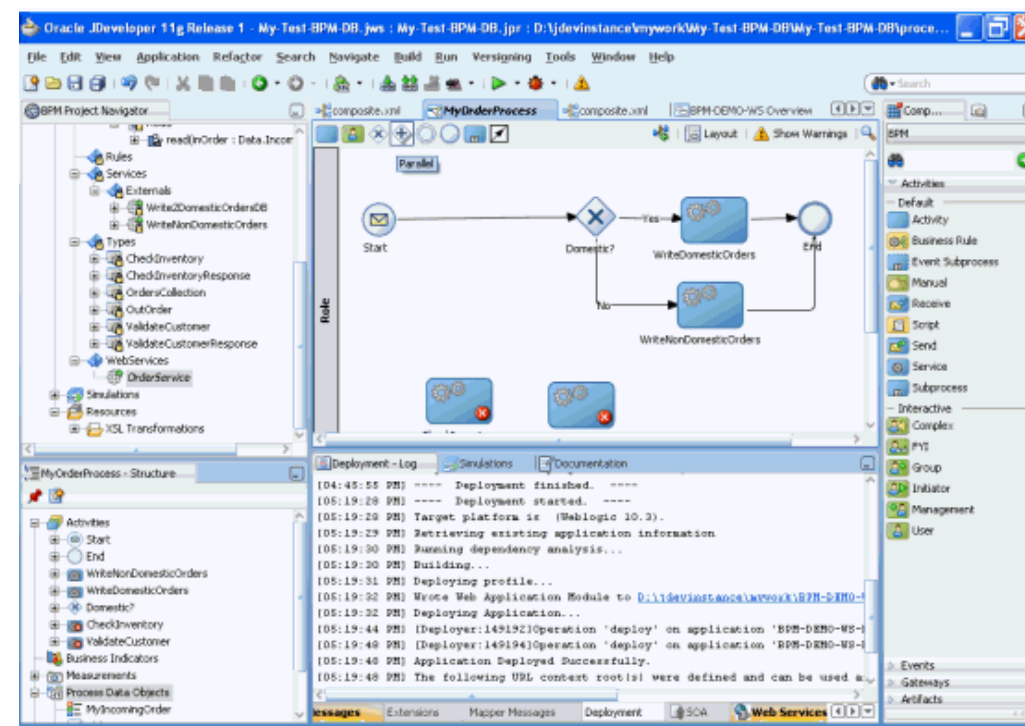 Oracle JDeveloper 11g Release 1 - My-Test-BPM-DB.jws : My-Test-BPM-DB.jpr : D:\jdevinstance\mywork\My-Test-BPM-DB\My-Test-BPM-DB\proce...
File Edit View Application Refactor Search Navigate Build Run Versioning Tools Window Help
Search
BPM Project Navigator
read(inOrder : Data.Incor
Rules
Services
Externals
Write2DomesticOrdersDB
WriteNonDomesticOrders
Types
CheckInventory
CheckInventoryResponse
OrdersCollection
OutOrder
ValidateCustomer
ValidateCustomerResponse
WebServices
OrderService
Simulations
Resources
XSL Transformations
MyOrderProcess - Structure
Activities
Start
End
WriteNonDomesticOrders
WriteDomesticOrders
Domestic?
CheckInventory
ValidateCustomer
Business Indicators
Measurements
Process Data Objects
MyIncomingOrder
composite.xml MyOrderProcess composite.xml BPM-DEMO-WS Overview
Layout Show Warnings
Parallel
Role
Start
Domestic?
Yes
WriteDomesticOrders
End
No
WriteNonDomesticOrders
Deployment - Log Simulations Documentation
[04:45:55 PM] ---- Deployment finished. ----
[05:19:28 PM] ---- Deployment started. ----
[05:19:28 PM] Target platform is (Weblogic 10.3).
[05:19:29 PM] Retrieving existing application information
[05:19:30 PM] Running dependency analysis...
[05:19:30 PM] Building...
[05:19:31 PM] Deploying profile...
[05:19:32 PM] Wrote Web Application Module to D:\jdevinstance\mywork\BPM-DEMO-
[05:19:32 PM] Deploying Application...
[05:19:44 PM] [Deployer:149192]Operation 'deploy' on application 'BPM-DEMO-WS-
[05:19:48 PM] [Deployer:149194]Operation 'deploy' on application 'BPM-DEMO-WS-
[05:19:48 PM] Application Deployed Successfully.
[05:19:48 PM] The following URL context root(s) were defined and can be used a
essages Extensions Mapper Messages Deployment SOA Web Services
Comp...
BPM
Activities
Default
Activity
Business Rule
Event Subprocess
Manual
Receive
Script
Send
Service
Subprocess
Interactive
Complex
FYI
Group
Initiator
Management
User
Events
Gateways
Artifacts